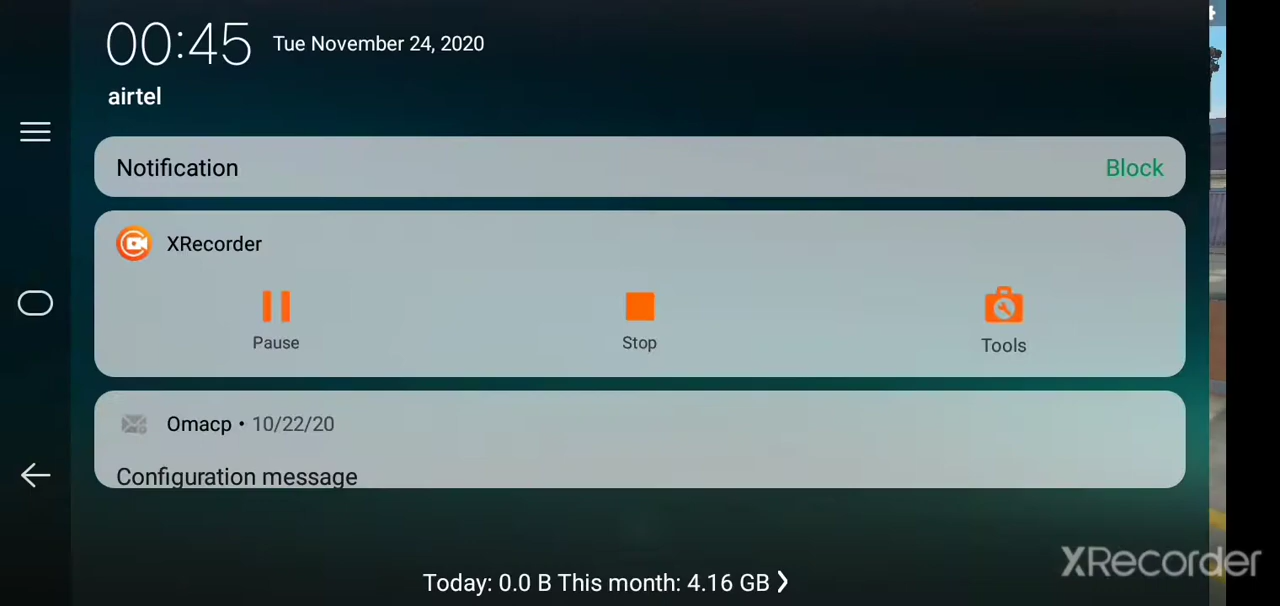 00:45 Tue November 24, 2020
airtel
Notification Block
XRecorder
Pause Stop Tools
Omacp • 10/22/20
Configuration message
Today: 0.0 B This month: 4.16 GB
XRecorder